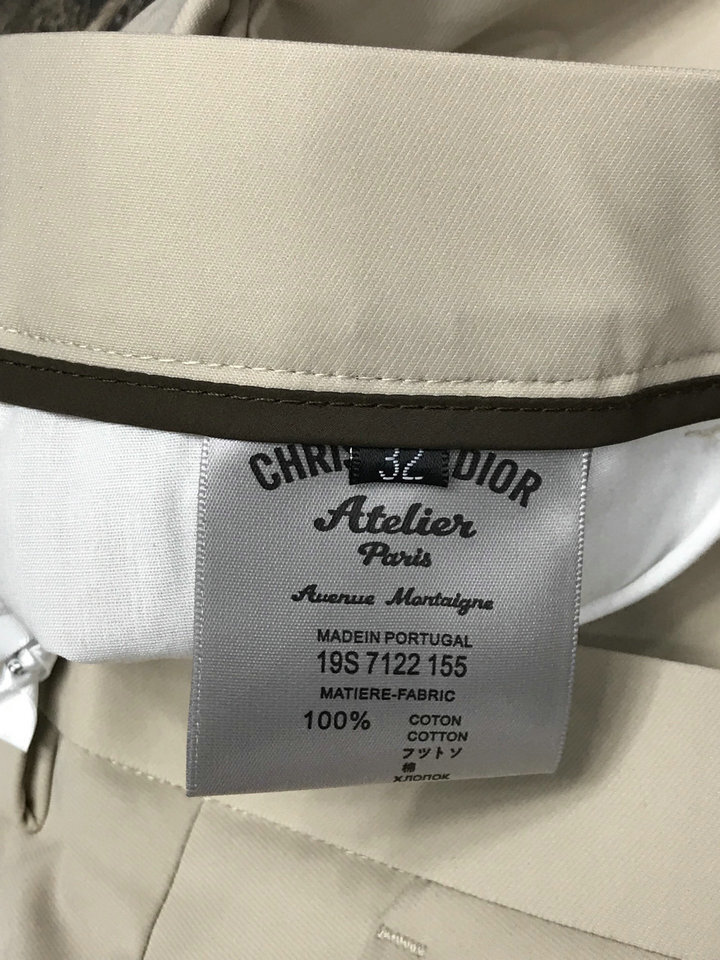 CHRI 32 DIOR
Atelier
Paris
Avenue Montaigne
MADEIN PORTUGAL
19S 7122 155
MATIERE-FABRIC
100% COTON
COTTON
フツトソ
棉
ХЛОПОК